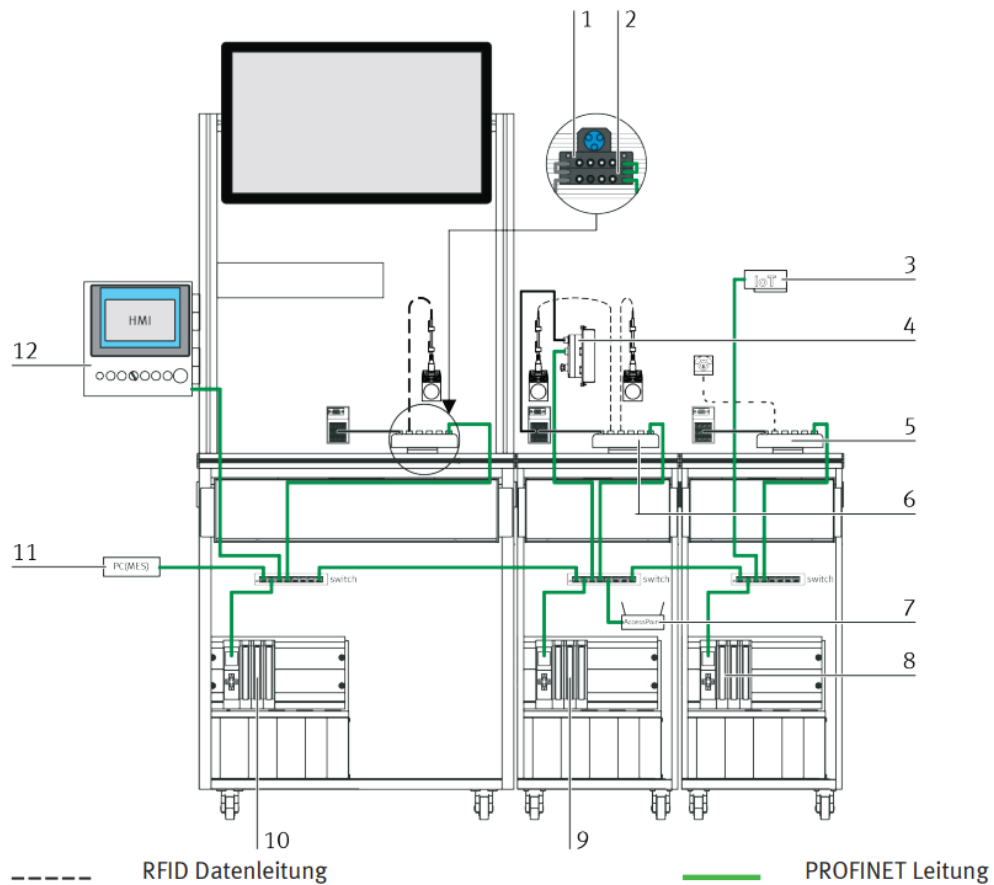 1 2
IoT 3
4
HMI
12
5
6
11
PC(MES)
switch switch switch
AccessPoint 7
8
10 9
RFID Datenleitung PROFINET Leitung